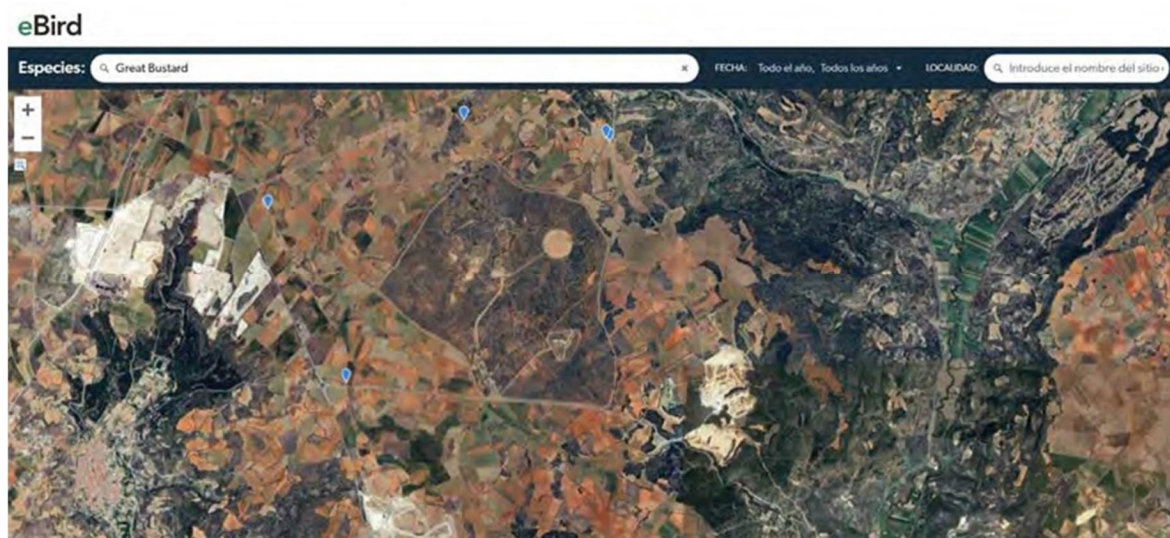 eBird
Especies: Great Bustard × FECHA: Todo el año, Todos los años LOCALIDAD: Introduce el nombre del sitio
+
−